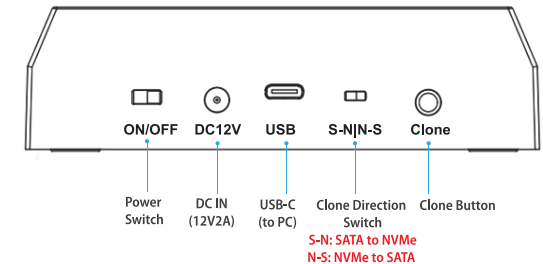 ON/OFF DC12V USB S-N|N-S Clone
Power Switch
DC IN (12V2A)
USB-C (to PC)
Clone Direction Switch
S-N: SATA to NVMe
N-S: NVMe to SATA
Clone Button